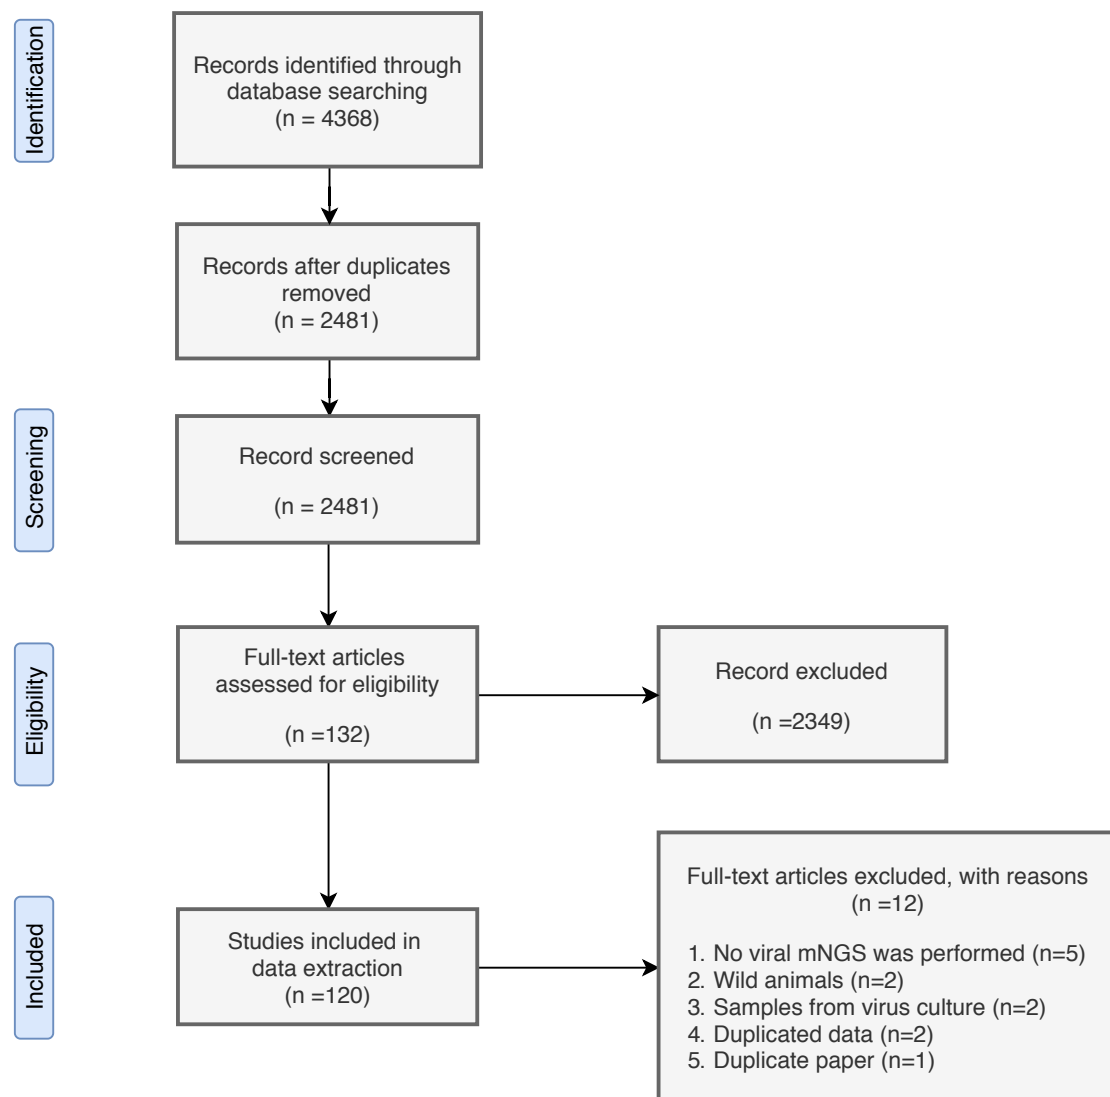 Identification
Records identified through
database searching
(n = 4368)
Records after duplicates
removed
(n = 2481)
Screening
Record screened
(n = 2481)
Eligibility
Full-text articles
assessed for eligibility
(n =132)
Record excluded
(n =2349)
Included
Studies included in
data extraction
(n =120)
Full-text articles excluded, with reasons
(n =12)
1. No viral mNGS was performed (n=5)
2. Wild animals (n=2)
3. Samples from virus culture (n=2)
4. Duplicated data (n=2)
5. Duplicate paper (n=1)